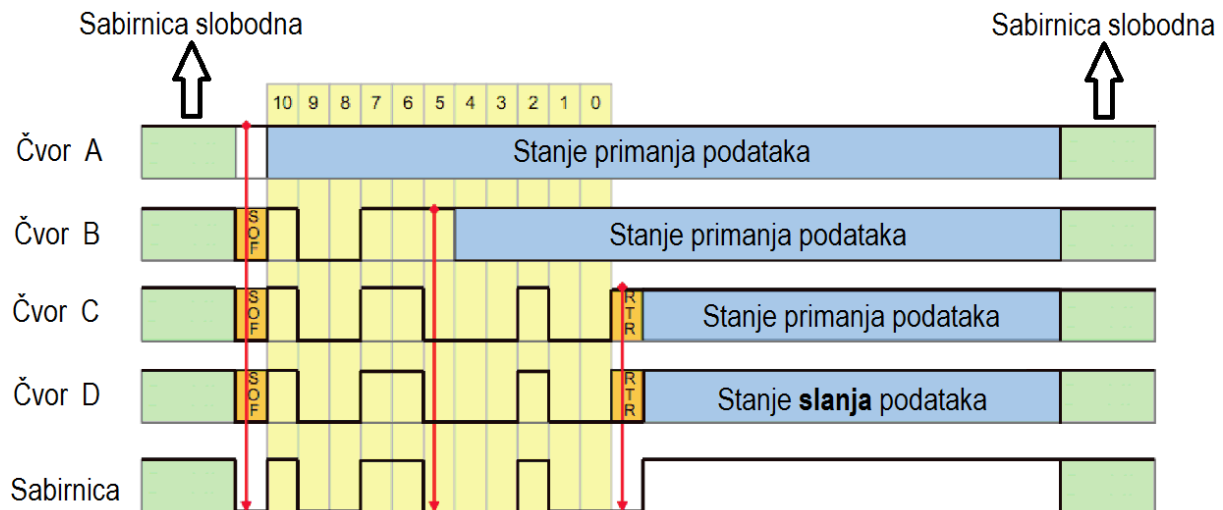 Sabirnica slobodna
Sabirnica slobodna
10 9 8 7 6 5 4 3 2 1 0
Čvor A
Stanje primanja podataka
Čvor B
SOF
Stanje primanja podataka
Čvor C
SOF
RTR
Stanje primanja podataka
Čvor D
SOF
RTR
Stanje slanja podataka
Sabirnica